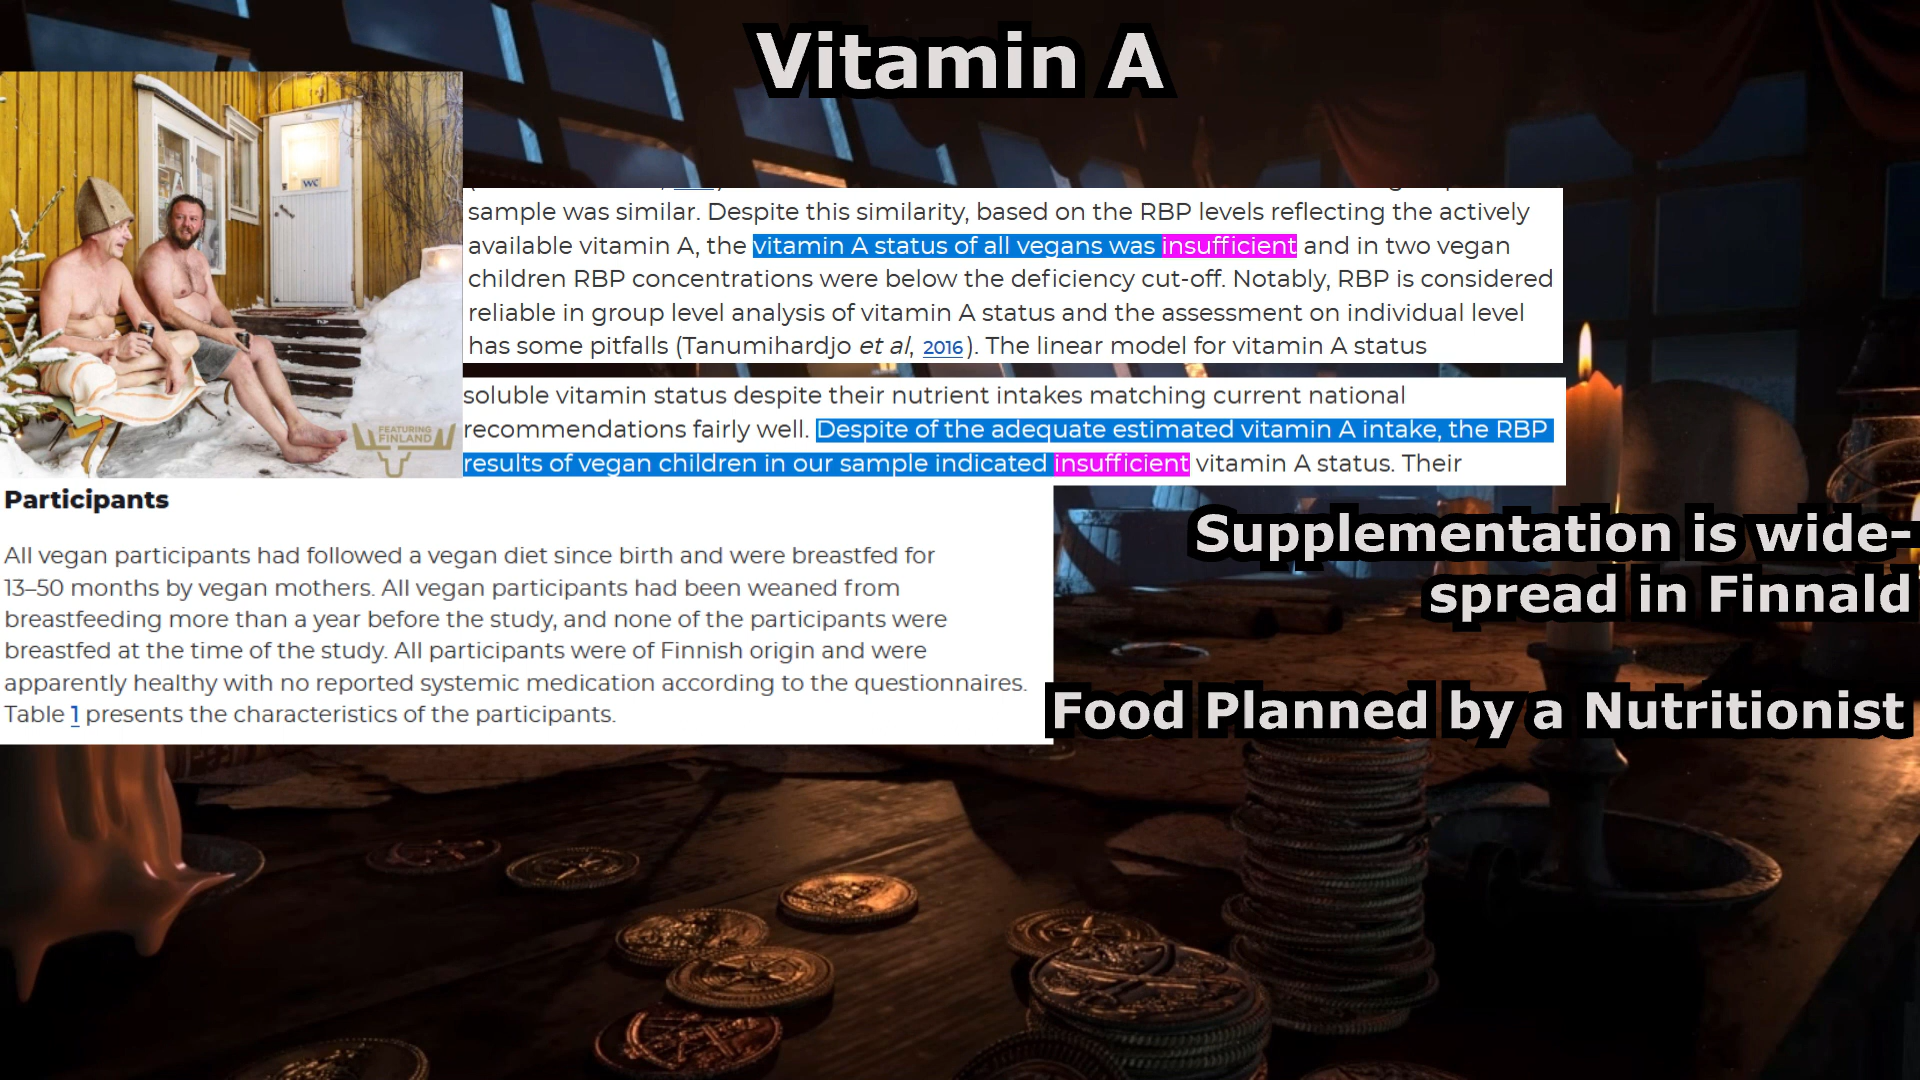 Vitamin A
WC
FEATURING
FINLAND
sample was similar. Despite this similarity, based on the RBP levels reflecting the actively
available vitamin A, the vitamin A status of all vegans was insufficient and in two vegan
children RBP concentrations were below the deficiency cut-off. Notably, RBP is considered
reliable in group level analysis of vitamin A status and the assessment on individual level
has some pitfalls (Tanumihardjo et al, 2016). The linear model for vitamin A status
soluble vitamin status despite their nutrient intakes matching current national
recommendations fairly well. Despite of the adequate estimated vitamin A intake, the RBP
results of vegan children in our sample indicated insufficient vitamin A status. Their
Participants
All vegan participants had followed a vegan diet since birth and were breastfed for
13–50 months by vegan mothers. All vegan participants had been weaned from
breastfeeding more than a year before the study, and none of the participants were
breastfed at the time of the study. All participants were of Finnish origin and were
apparently healthy with no reported systemic medication according to the questionnaires.
Table 1 presents the characteristics of the participants.
Supplementation is wide-
spread in Finnald
Food Planned by a Nutritionist